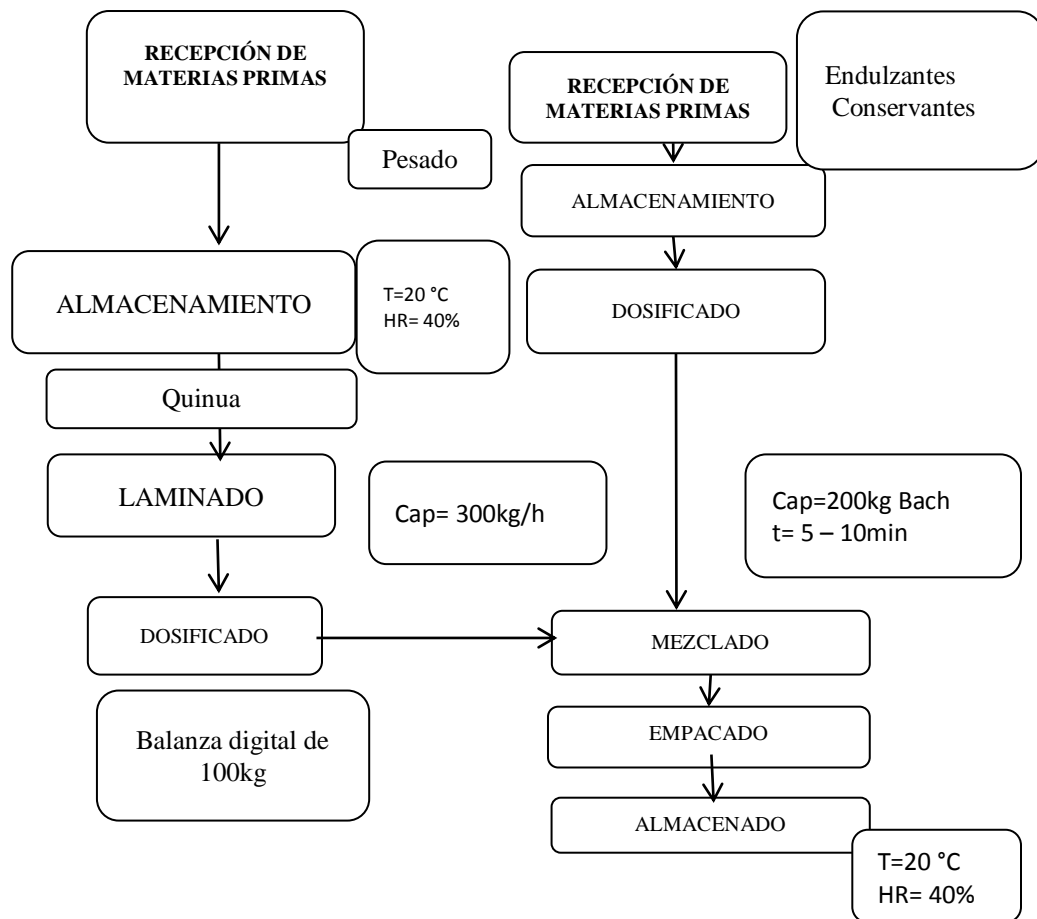 RECEPCIÓN DE
MATERIAS PRIMAS
Pesado
ALMACENAMIENTO
T=20 °C
HR= 40%
Quinua
LAMINADO
Cap= 300kg/h
DOSIFICADO
Balanza digital de
100kg
RECEPCIÓN DE
MATERIAS PRIMAS
Endulzantes
Conservantes
ALMACENAMIENTO
DOSIFICADO
Cap=200kg Bach
t= 5 – 10min
MEZCLADO
EMPACADO
ALMACENADO
T=20 °C
HR= 40%